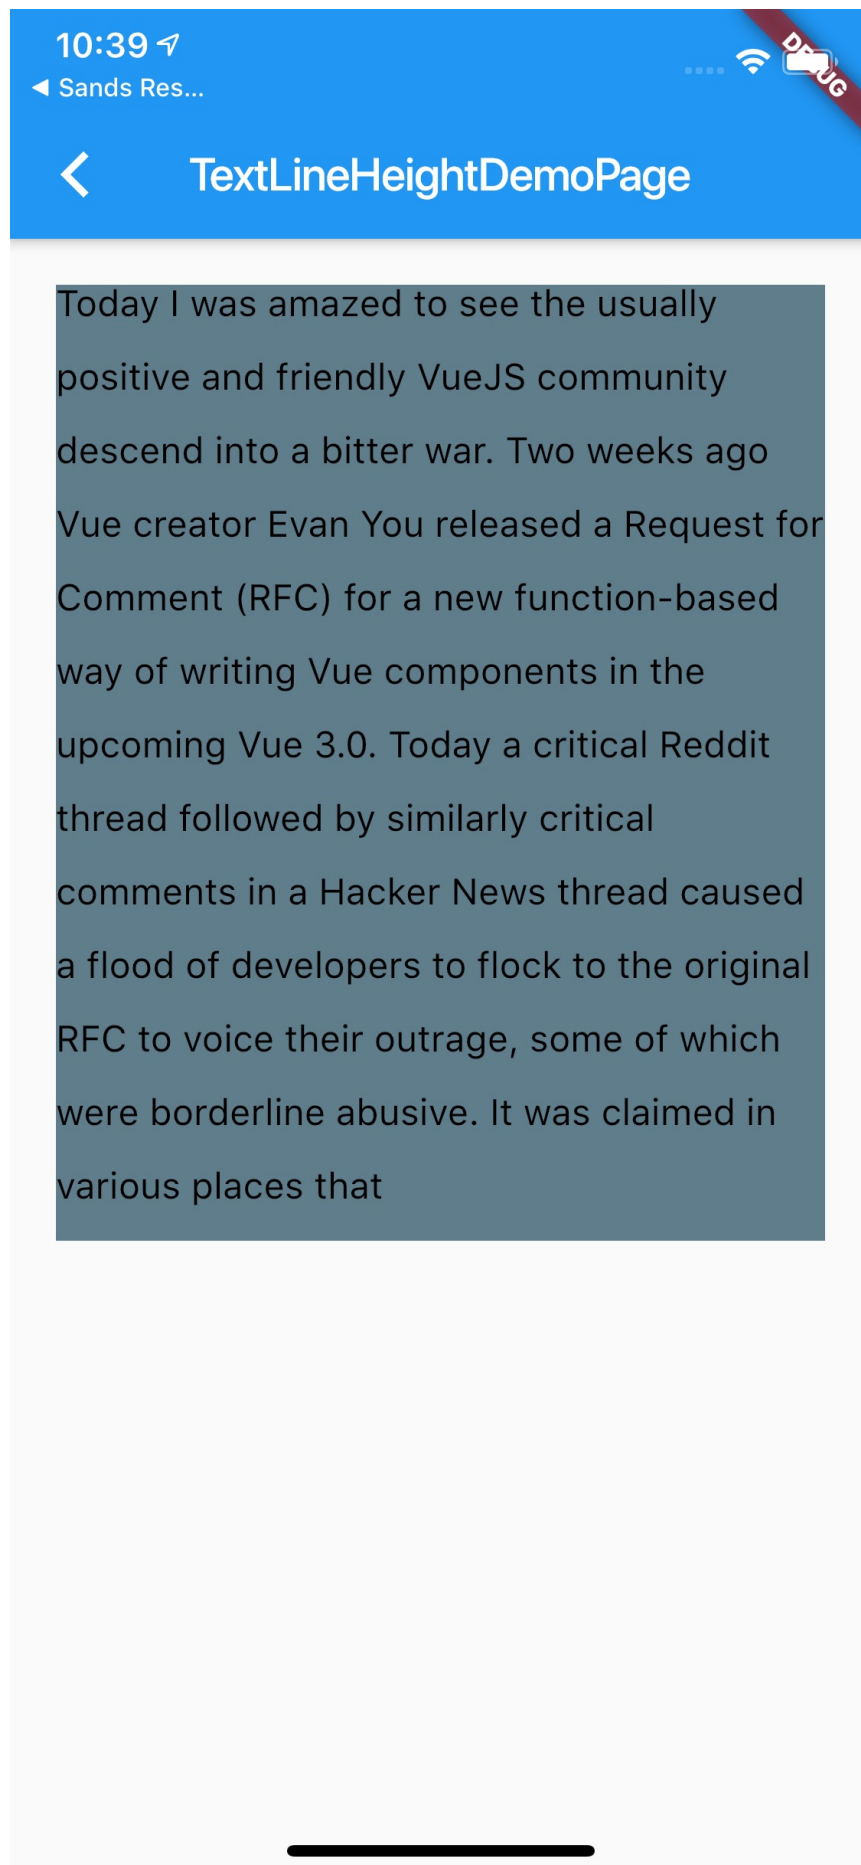 10:39
Sands Res...
DEBUG
TextLineHeightDemoPage
Today I was amazed to see the usually
positive and friendly VueJS community
descend into a bitter war. Two weeks ago
Vue creator Evan You released a Request for
Comment (RFC) for a new function-based
way of writing Vue components in the
upcoming Vue 3.0. Today a critical Reddit
thread followed by similarly critical
comments in a Hacker News thread caused
a flood of developers to flock to the original
RFC to voice their outrage, some of which
were borderline abusive. It was claimed in
various places that